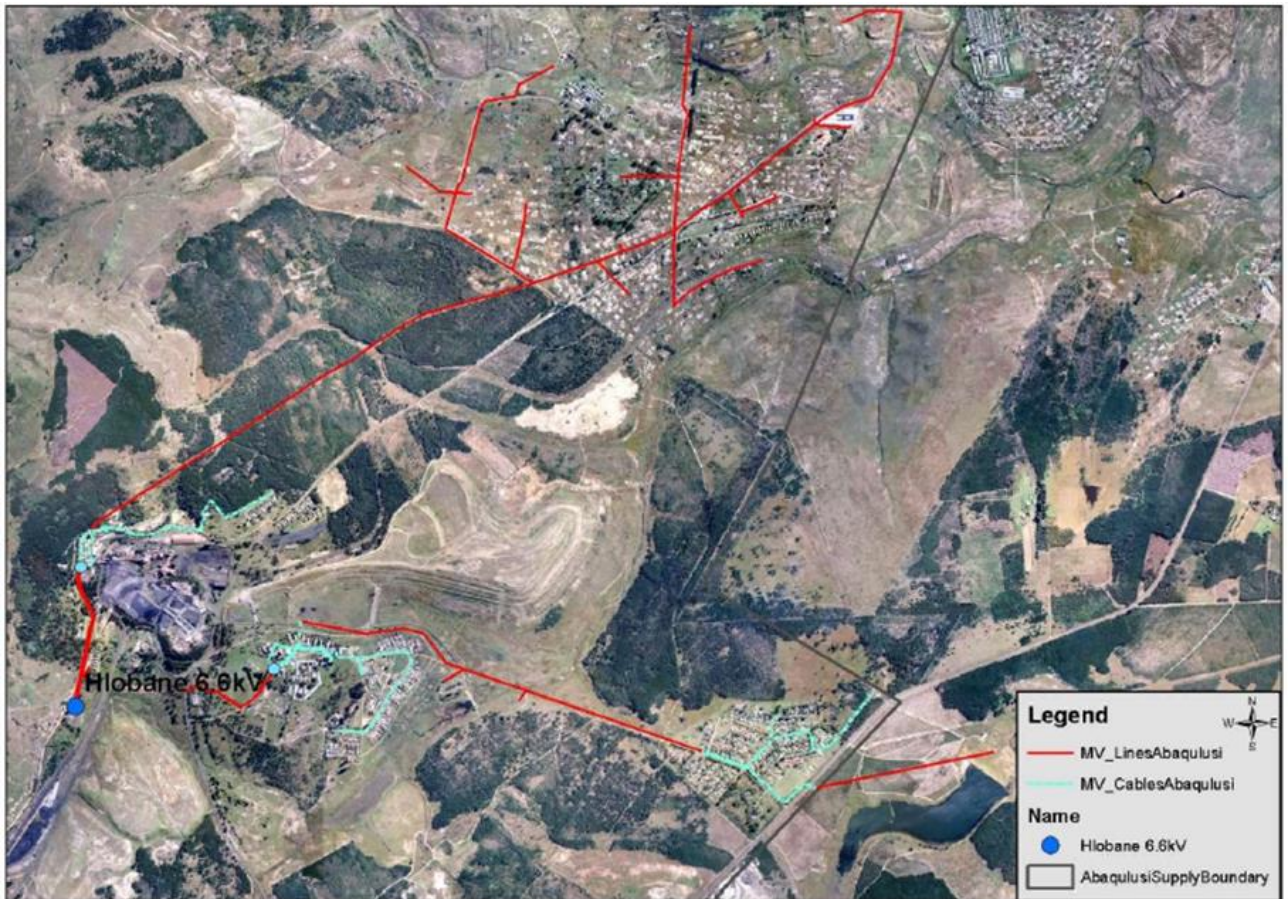 Hlobane 6.6kV
Legend
N
W E
S
MV_LinesAbaqulusi
MV_CablesAbaqulusi
Name
Hlobane 6.6kV
AbaqulusiSupplyBoundary